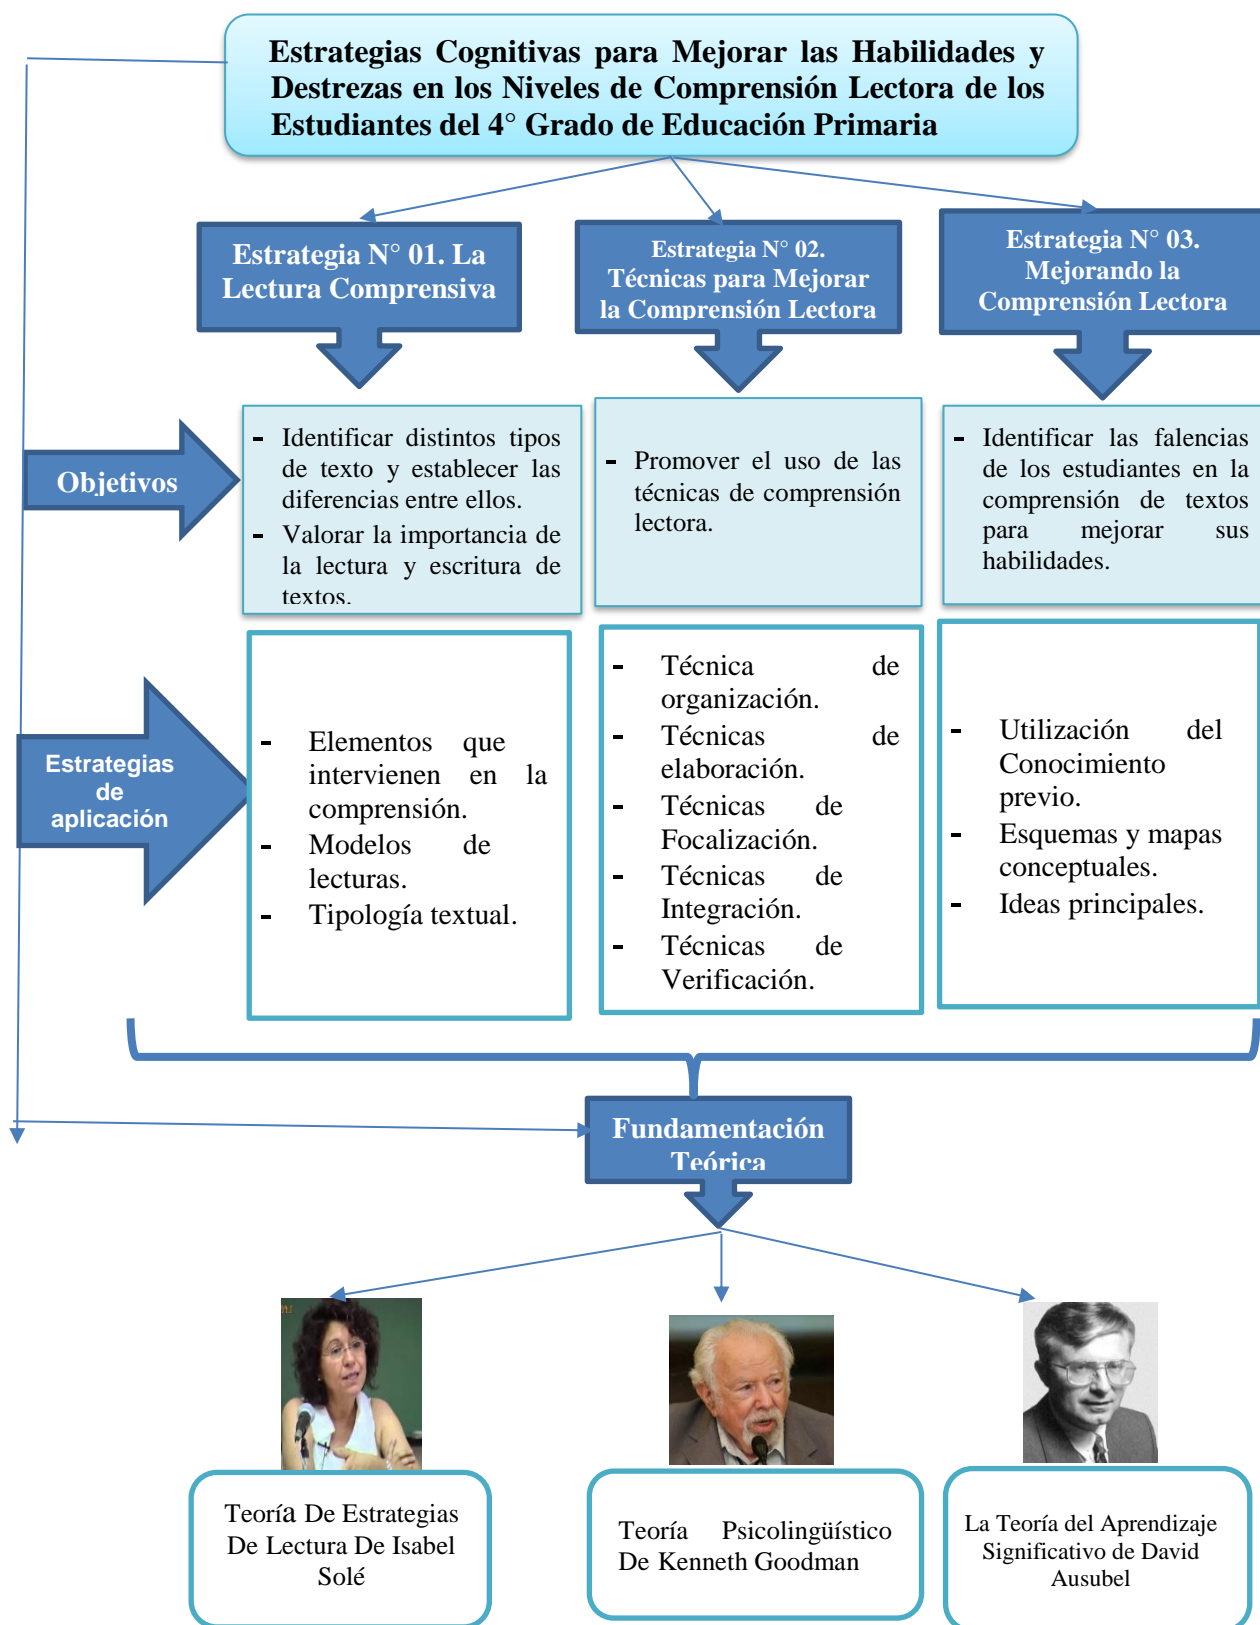 Estrategias Cognitivas para Mejorar las Habilidades y
Destrezas en los Niveles de Comprensión Lectora de los
Estudiantes del 4° Grado de Educación Primaria
Estrategia N° 01. La
Lectura Comprensiva
Estrategia N° 02.
Técnicas para Mejorar
la Comprensión Lectora
Estrategia N° 03.
Mejorando la
Comprensión Lectora
Objetivos
- Identificar distintos tipos
de texto y establecer las
diferencias entre ellos.
- Valorar la importancia de
la lectura y escritura de
textos.
- Promover el uso de las
técnicas de comprensión
lectora.
- Identificar las falencias
de los estudiantes en la
comprensión de textos
para mejorar sus
habilidades.
Estrategias
de
aplicación
- Elementos que
intervienen en la
comprensión.
- Modelos de
lecturas.
- Tipología textual.
- Técnica de
organización.
- Técnicas de
elaboración.
- Técnicas de
Focalización.
- Técnicas de
Integración.
- Técnicas de
Verificación.
- Utilización del
Conocimiento
previo.
- Esquemas y mapas
conceptuales.
- Ideas principales.
Fundamentación
Teórica
Teoría De Estrategias
De Lectura De Isabel
Solé
Teoría Psicolingüístico
De Kenneth Goodman
La Teoría del Aprendizaje
Significativo de David
Ausubel